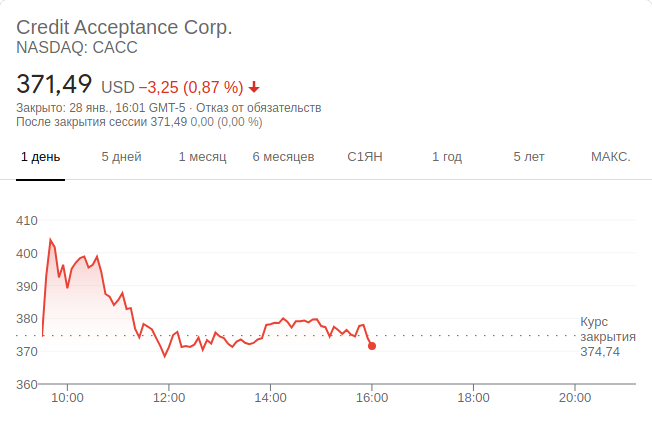 Credit Acceptance Corp.
NASDAQ: CACC
371,49 USD −3,25 (0,87 %)
Закрыто: 28 янв., 16:01 GMT-5 · Отказ от обязательств
После закрытия сессии 371,49 0,00 (0,00 %)
1 день 5 дней 1 месяц 6 месяцев С1ЯН 1 год 5 лет МАКС.
410
400
390
380
370
360
Курс
закрытия
374,74
10:00 12:00 14:00 16:00 18:00 20:00